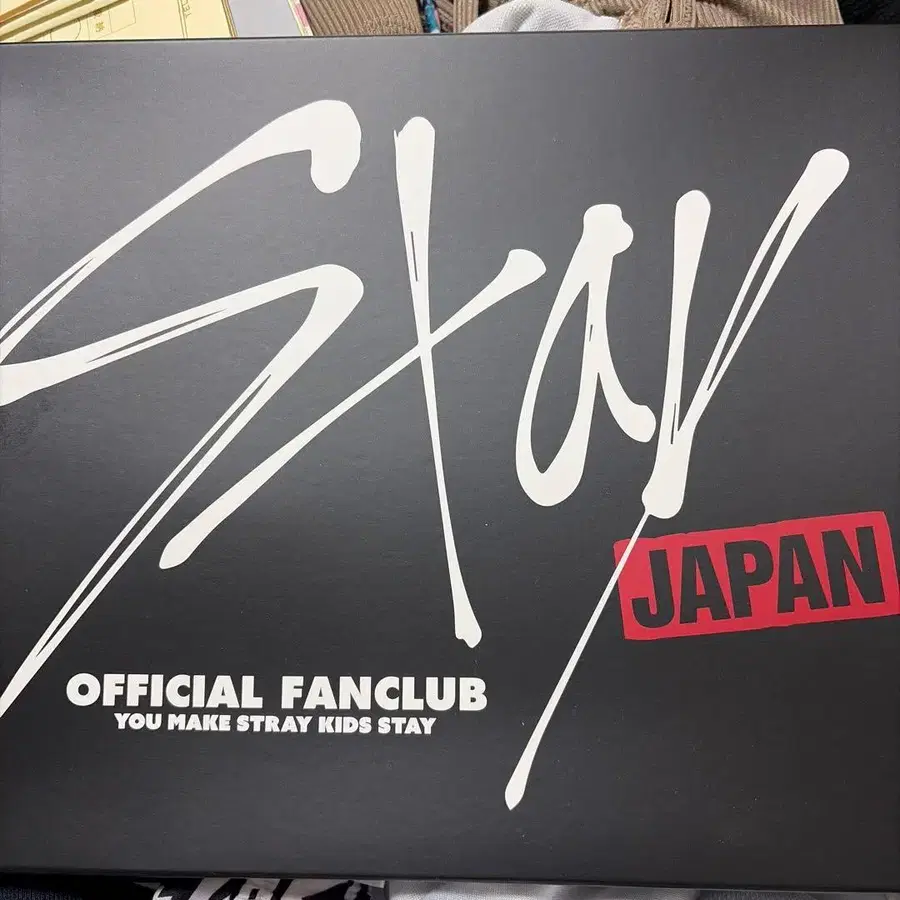 Stay
JAPAN
OFFICIAL FANCLUB
YOU MAKE STRAY KIDS STAY